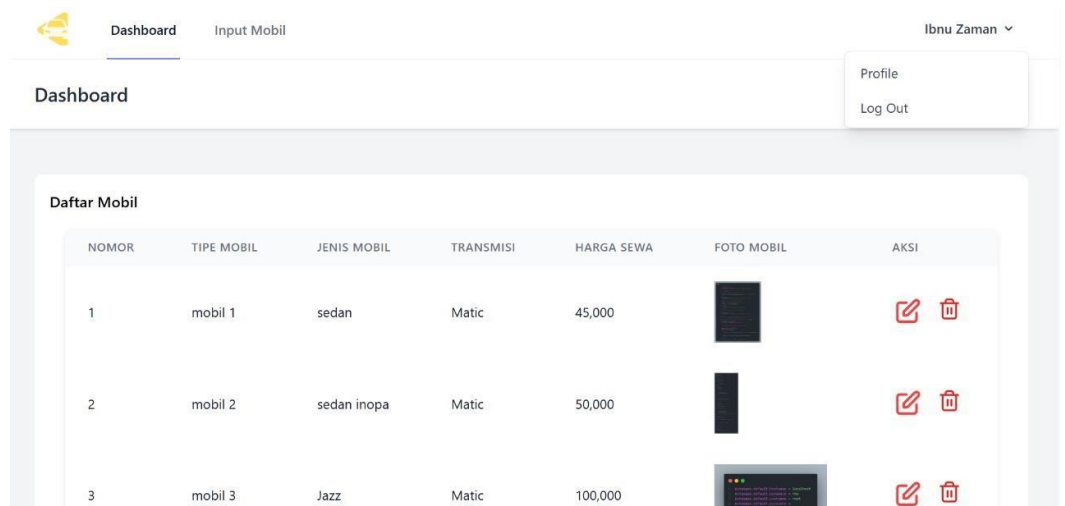 Dashboard Input Mobil Ibnu Zaman
Profile
Log Out
Dashboard
Daftar Mobil
NOMOR TIPE MOBIL JENIS MOBIL TRANSMISI HARGA SEWA FOTO MOBIL AKSI
1 mobil 1 sedan Matic 45,000
2 mobil 2 sedan inopa Matic 50,000
3 mobil 3 Jazz Matic 100,000